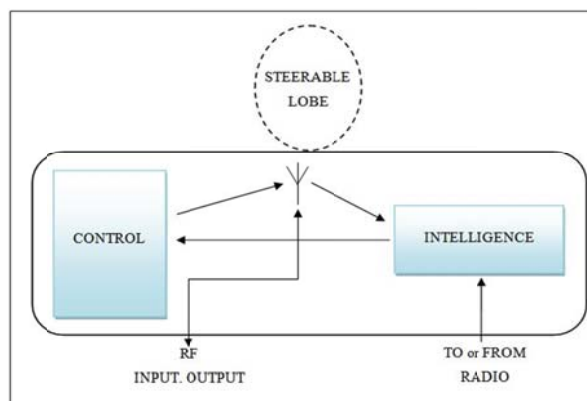 STEERABLE
LOBE
CONTROL
INTELLIGENCE
RF
INPUT. OUTPUT
TO or FROM
RADIO